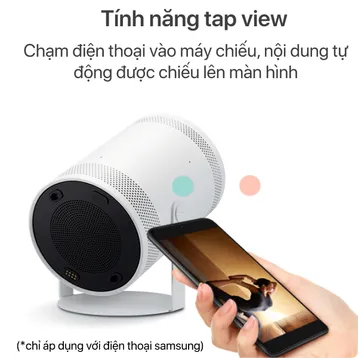 Tính năng tap view
Chạm điện thoại vào máy chiếu, nội dung tự
động được chiếu lên màn hình
(*chỉ áp dụng với điện thoại samsung)